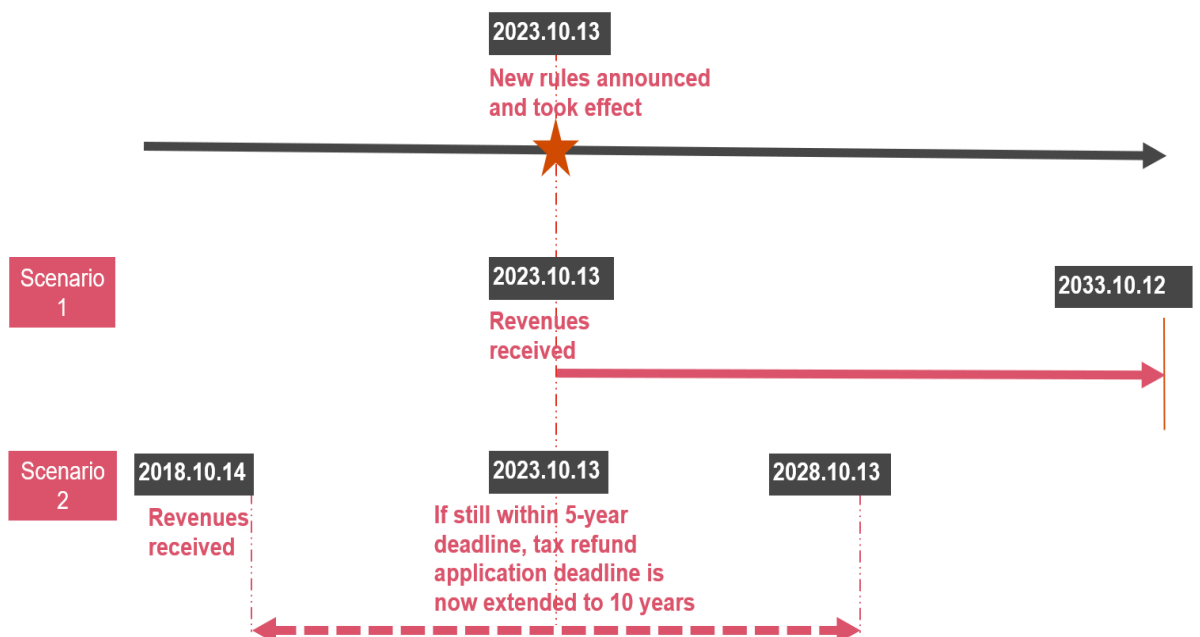 2023.10.13
New rules announced
and took effect
Scenario
1
2023.10.13
2033.10.12
Revenues
received
Scenario
2
2018.10.14
2023.10.13
2028.10.13
Revenues
received
If still within 5-year
deadline, tax refund
application deadline is
now extended to 10 years